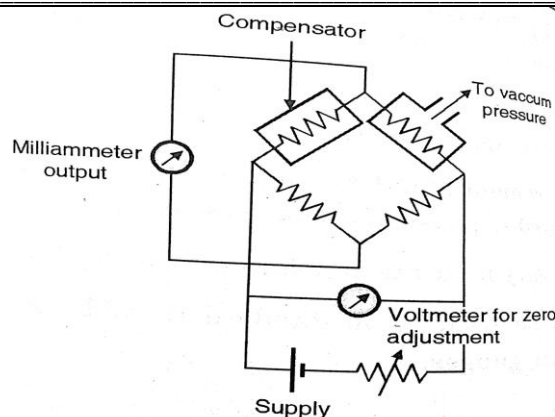 Compensator
To vaccum
pressure
Milliammeter
output
Voltmeter for zero
adjustment
Supply